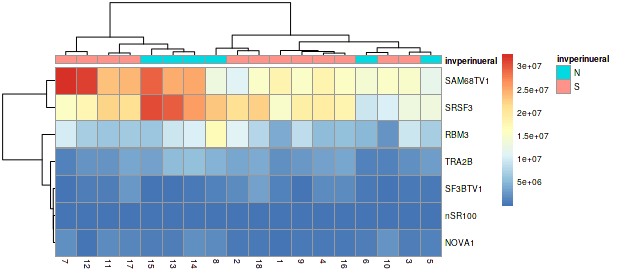 invperinueral
SAM68TV1
SRSF3
RBM3
TRA2B
SF3BTV1
nSR100
NOVA1
7 12 11 17 15 13 14 8 2 18 1 9 4 16 6 10 3 5
3e+07
2.5e+07
2e+07
1.5e+07
1e+07
5e+06
invperinueral
N
S